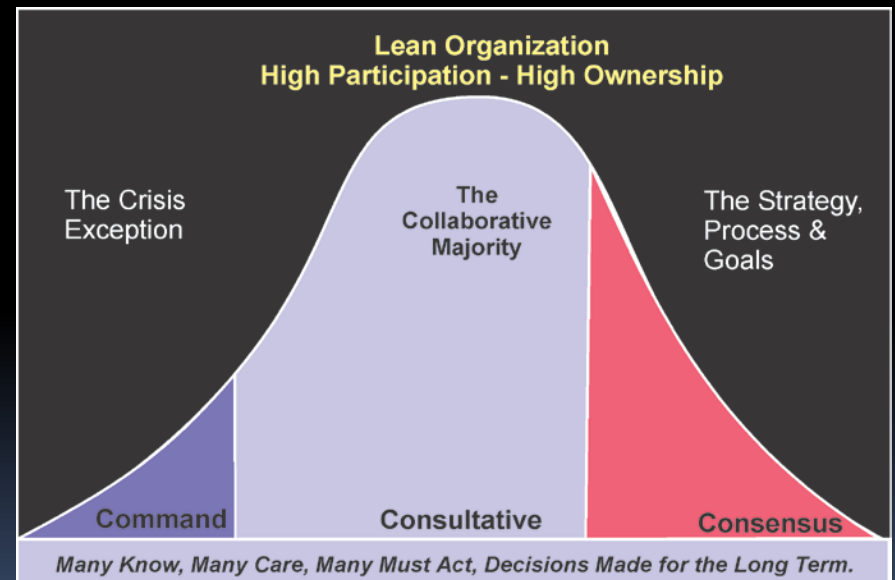 Lean Organization
High Participation - High Ownership
The Crisis
Exception
The
Collaborative
Majority
The Strategy,
Process &
Goals
Command
Consultative
Consensus
Many Know, Many Care, Many Must Act, Decisions Made for the Long Term.